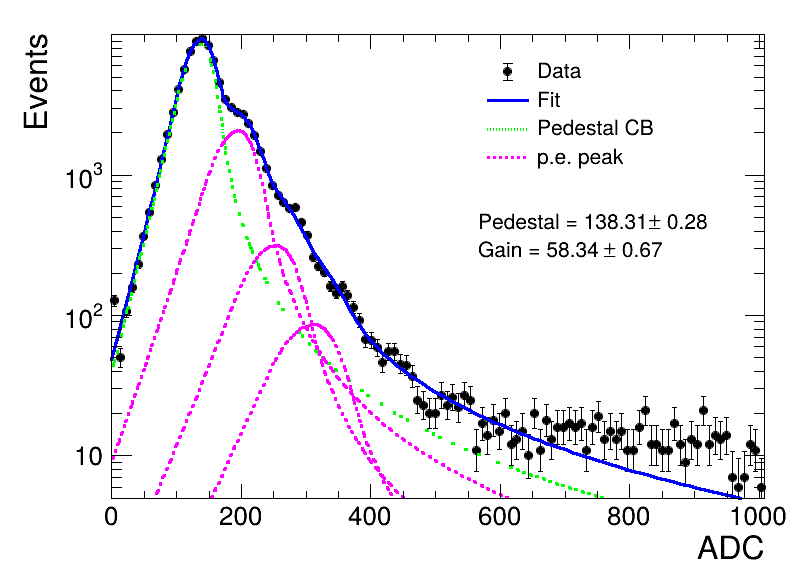 Events
Data
Fit
Pedestal CB
p.e. peak
Pedestal = 138.31± 0.28
Gain = 58.34 ± 0.67
10³
10²
10
0 200 400 600 800 1000
ADC